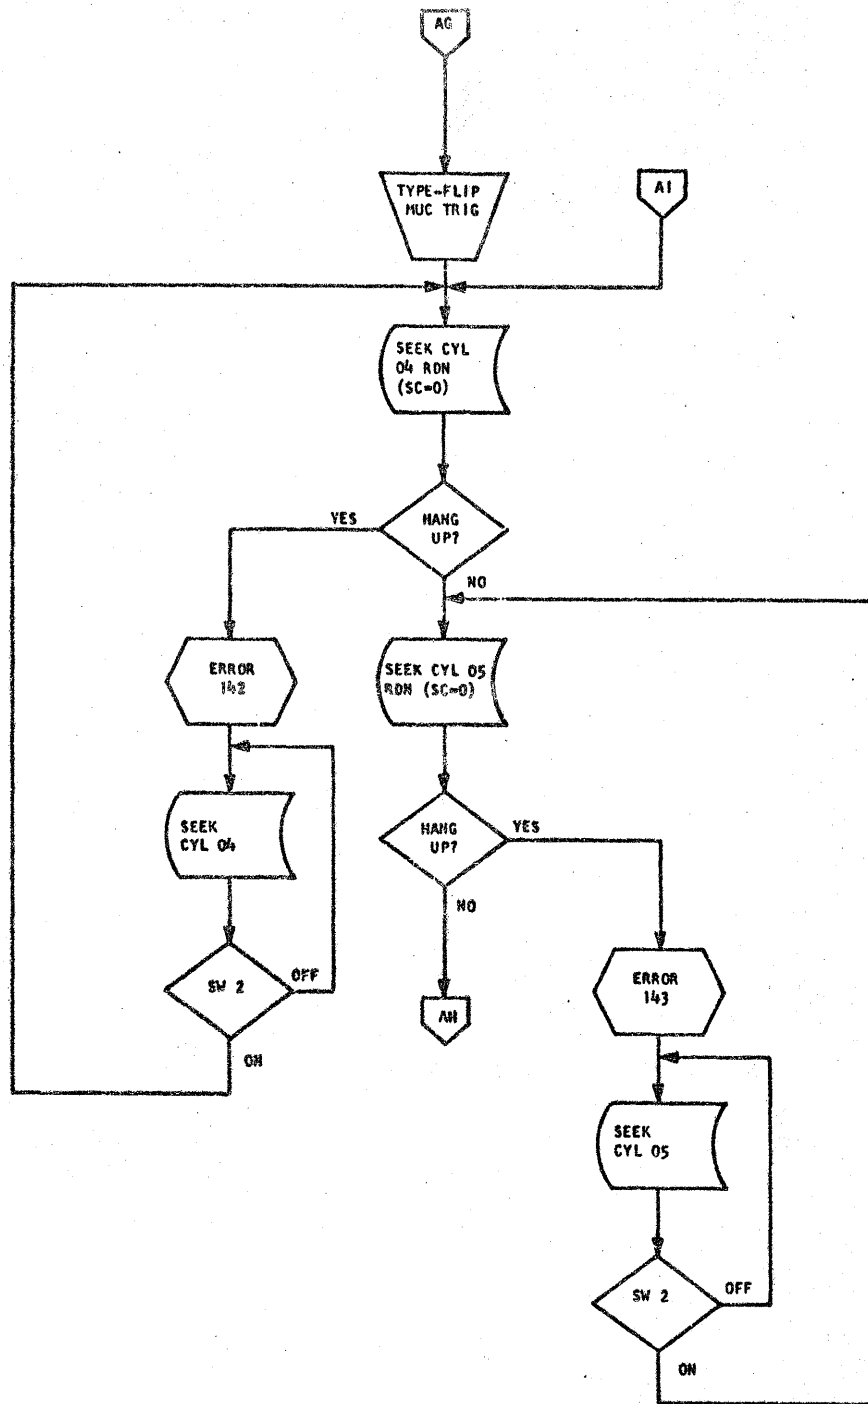 AG
TYPE-FLIP
MUC TRIG
AI
SEEK CYL
04 RDN
(SC=0)
HANG
UP?
YES
NO
ERROR
142
SEEK CYL 05
RDN (SC=0)
SEEK
CYL 04
HANG
UP?
YES
NO
SW 2
OFF
ON
AH
ERROR
143
SEEK
CYL 05
SW 2
OFF
ON